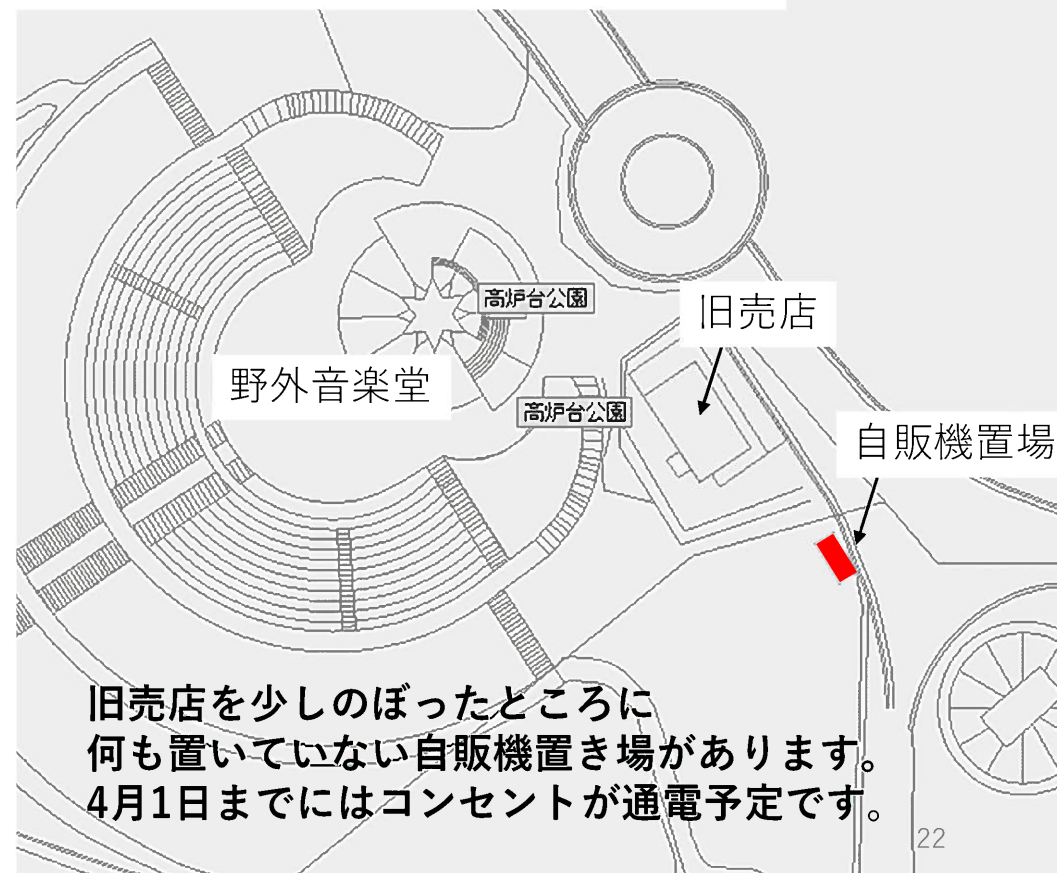 高炉台公園
旧売店
野外音楽堂
高炉台公園
自販機置場
旧売店を少しのぼったところに
何も置いていない自販機置き場があります。
4月1日までにはコンセントが通電予定です。
22